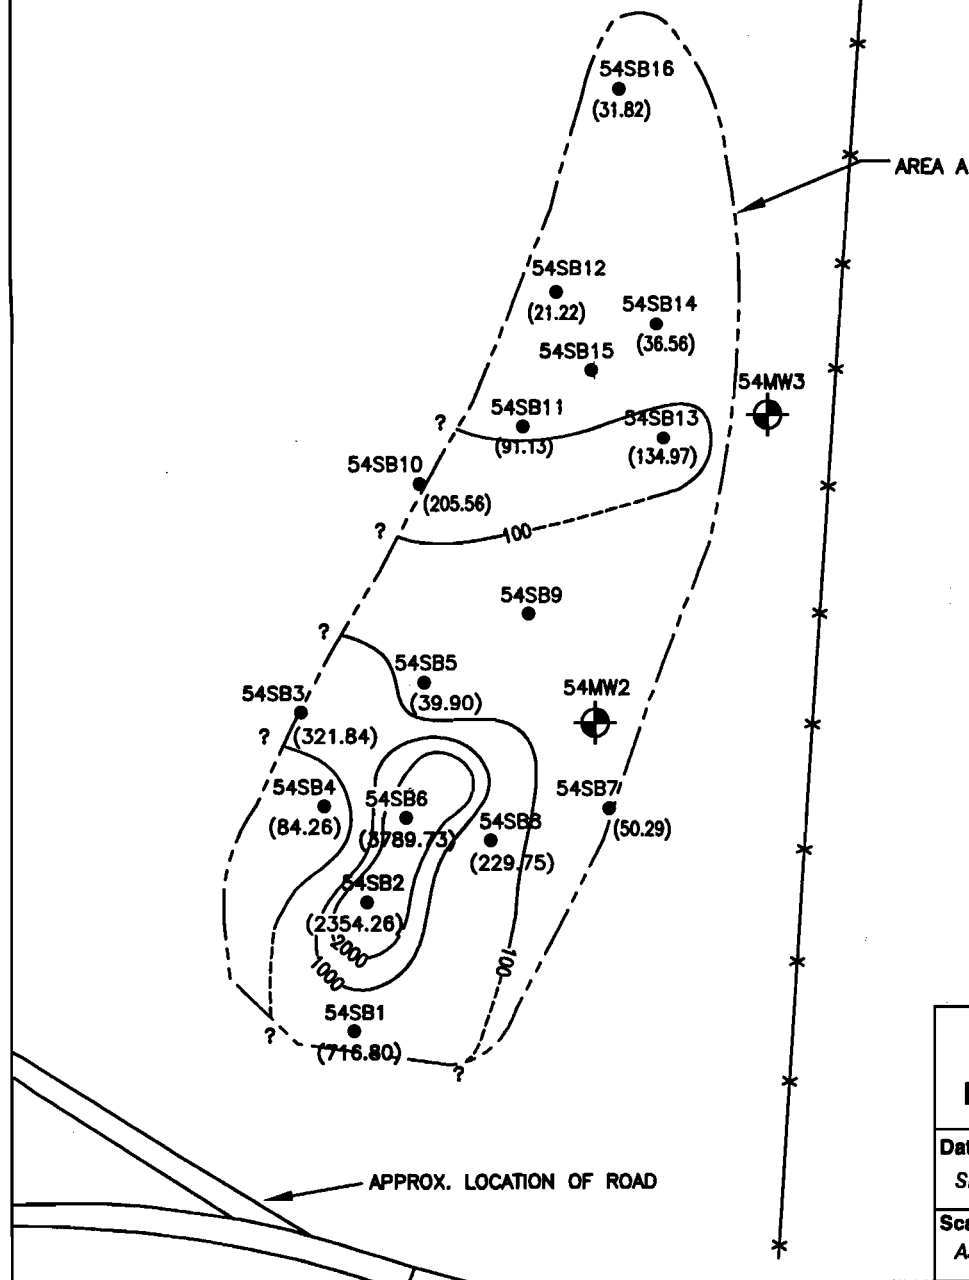 54SB16
(31.82)
AREA A
54SB12
(21.22)
54SB14
(36.56)
54SB15
54MW3
54SB11
(91.13)
54SB13
(134.97)
?
54SB10
(205.56)
?
100
54SB9
?
54SB5
(39.90)
54SB3
(321.84)
54MW2
?
54SB4
(84.26)
54SB6
(3789.73)
54SB8
(229.75)
54SB7
(50.29)
54SB2
(2354.26)
2000
1000
100
54SB1
(716.80)
?
?
APPROX. LOCATION OF ROAD
Dat
S
Sca
A